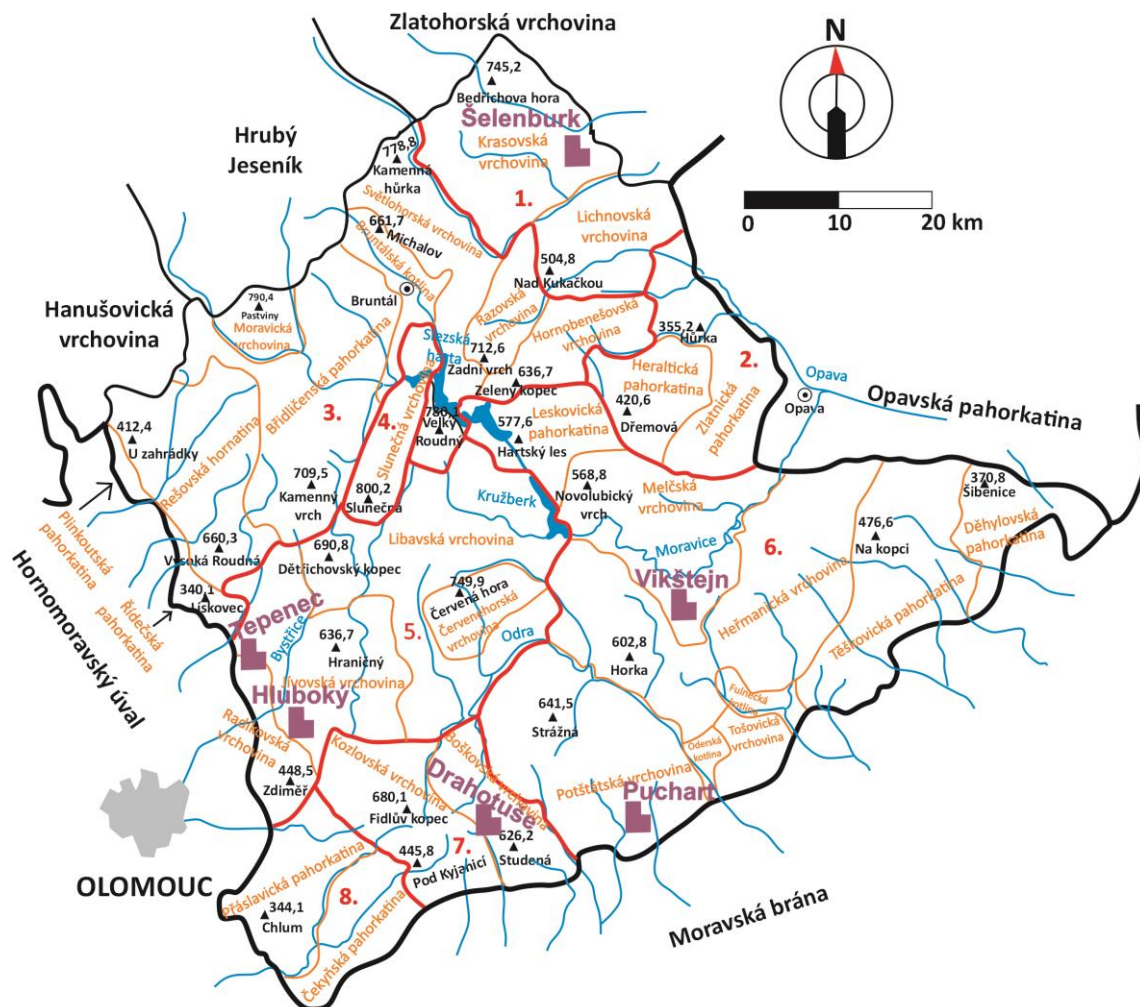 Zlatohorská vrchovina
N
745,2
Bedřichova hora
Šelenburk
Krasovská
vrchovina
Hrubý
Jeseník
778,8
Kamenná
hůrka
1.
0 10 20 km
Světlohorská vrchovina
Lichnovská
vrchovina
661,7
Michalov
Bruntálská kotlina
504,8
Nad Kukačkou
Hanušovická
vrchovina
790,4
Pastviny
Moravická
vrchovina
Bruntál
Razovská
vrchovina
Hornobenešovská
vrchovina
355,2
Hůrka
2.
Slezská
harta
712,6
Zadní vrch
636,7
Zelený kopec
Heraltická
pahorkatina
Zlatnická
pahorkatina
Opava
Opava
Opavská pahorkatina
Břidličenská pahorkatina
3.
4.
Slunečná vrchovina
780,1
Velký
Roudný
577,6
Hartský les
Leskovická
pahorkatina
420,6
Dřemová
412,4
U zahrádky
Rešovská hornatina
709,5
Kamenný
vrch
800,2
Slunečná
Kružberk
568,8
Novolubický
vrch
Melčská
vrchovina
370,8
Šiběnice
Děhylovská
pahorkatina
Plinkoutská
pahorkatina
660,3
Vysoká Roudná
690,8
Dětřichovský kopec
Libavská vrchovina
Moravice
6.
476,6
Na kopci
Hornomoravský úval
Řídečská
pahorkatina
340,1
Lískovec
749,9
Červená hora
Červenohorská
vrchovina
5.
Vikštejn
Heřmanická vrchovina
Těškovická pahorkatina
Tepenec
Bystřice
636,7
Hraničný
Odra
602,8
Horka
Jívovská vrchovina
Hluboky
641,5
Strážná
Fulnecká
kotlina
Tošovická
vrchovina
Oderská
kotlina
Radíkovská
vrchovina
448,5
Zdiměř
Kozlovská vrchovina
Boškovská vrchovina
Potštátská vrchovina
Puchart
680,1
Fidlův kopec
Drahotuše
7.
626,2
Studená
445,8
Pod Kyjanicí
OLOMOUC
Přáslavická pahorkatina
8.
344,1
Chlum
Čekyňská pahorkatina
Moravská brána